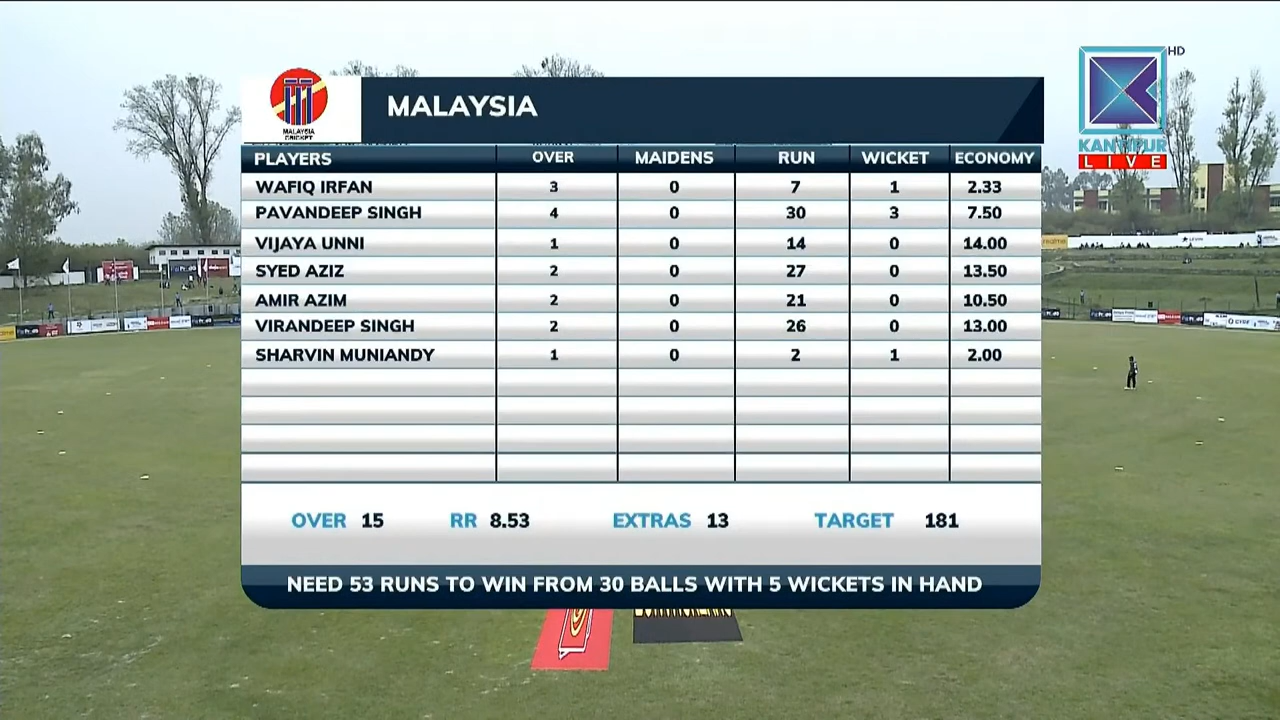 HD
KANTIPUR
LIVE
MALAYSIA CRICKET
MALAYSIA
PLAYERS OVER MAIDENS RUN WICKET ECONOMY
WAFIQ IRFAN 3 0 7 1 2.33
PAVANDEEP SINGH 4 0 30 3 7.50
VIJAYA UNNI 1 0 14 0 14.00
SYED AZIZ 2 0 27 0 13.50
AMIR AZIM 2 0 21 0 10.50
VIRANDEEP SINGH 2 0 26 0 13.00
SHARVIN MUNIANDY 1 0 2 1 2.00
OVER 15 RR 8.53 EXTRAS 13 TARGET 181
NEED 53 RUNS TO WIN FROM 30 BALLS WITH 5 WICKETS IN HAND